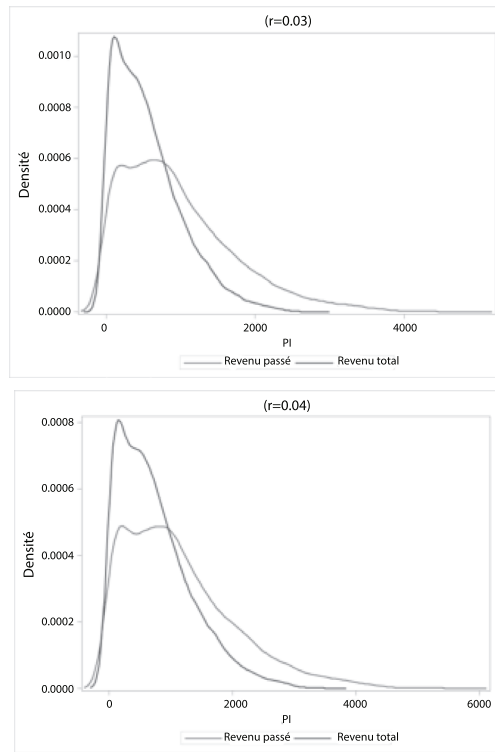 (r=0.03)
0.0010
0.0008
0.0006
0.0004
0.0002
0.0000
Densité
0 2000 4000
PI
Revenu passé Revenu total
(r=0.04)
0.0008
0.0006
0.0004
0.0002
0.0000
Densité
0 2000 4000 6000
PI
Revenu passé Revenu total